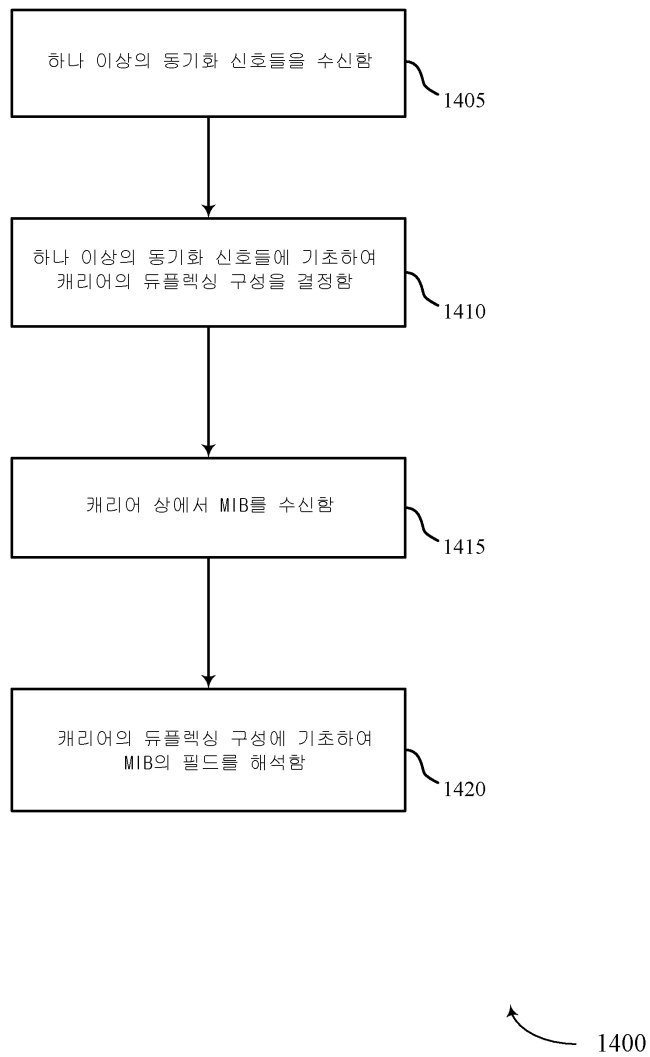 하나 이상의 동기화 신호들을 수신함
1405
하나 이상의 동기화 신호들에 기초하여
캐리어의 듀플렉싱 구성을 결정함
1410
캐리어 상에서 MIB를 수신함
1415
캐리어의 듀플렉싱 구성에 기초하여
MIB의 필드를 해석함
1420
1400